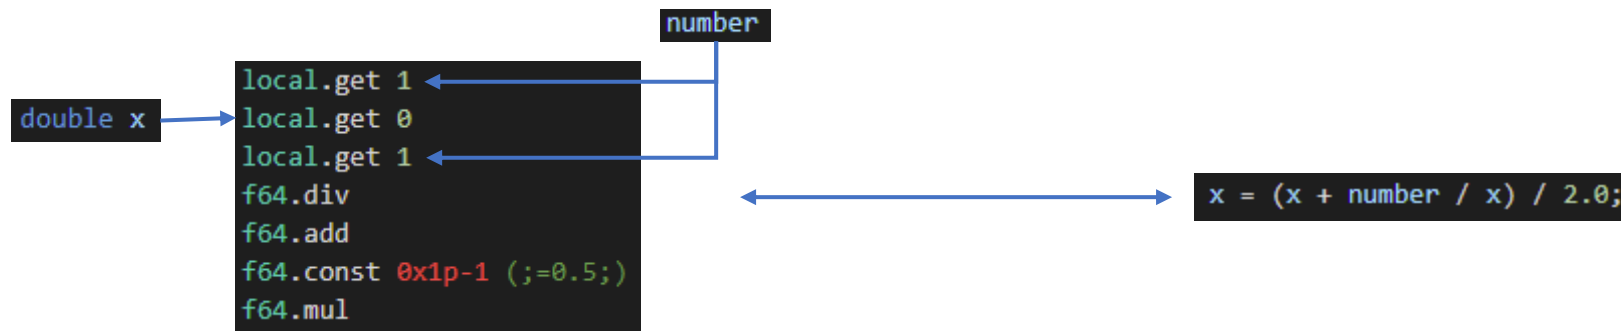 number
double x
local.get 1
local.get 0
local.get 1
f64.div
f64.add
f64.const 0x1p-1 (;=0.5;)
f64.mul
x = (x + number / x) / 2.0;